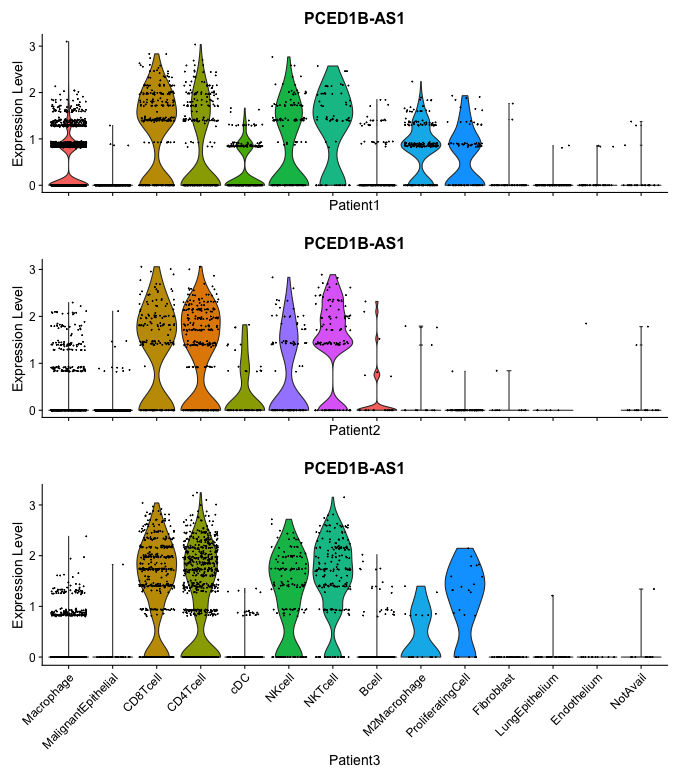 PCED1B-AS1
Expression Level
3
2
1
0
Patient1
PCED1B-AS1
Expression Level
3
2
1
0
Patient2
PCED1B-AS1
Expression Level
3
2
1
0
Macrophage
MalignantEpithelial
CD8Tcell
CD4Tcell
cDC
NKcell
NKTcell
Bcell
M2Macrophage
ProliferatingCell
Fibroblast
LungEpithelium
Endothelium
NotAvail
Patient3